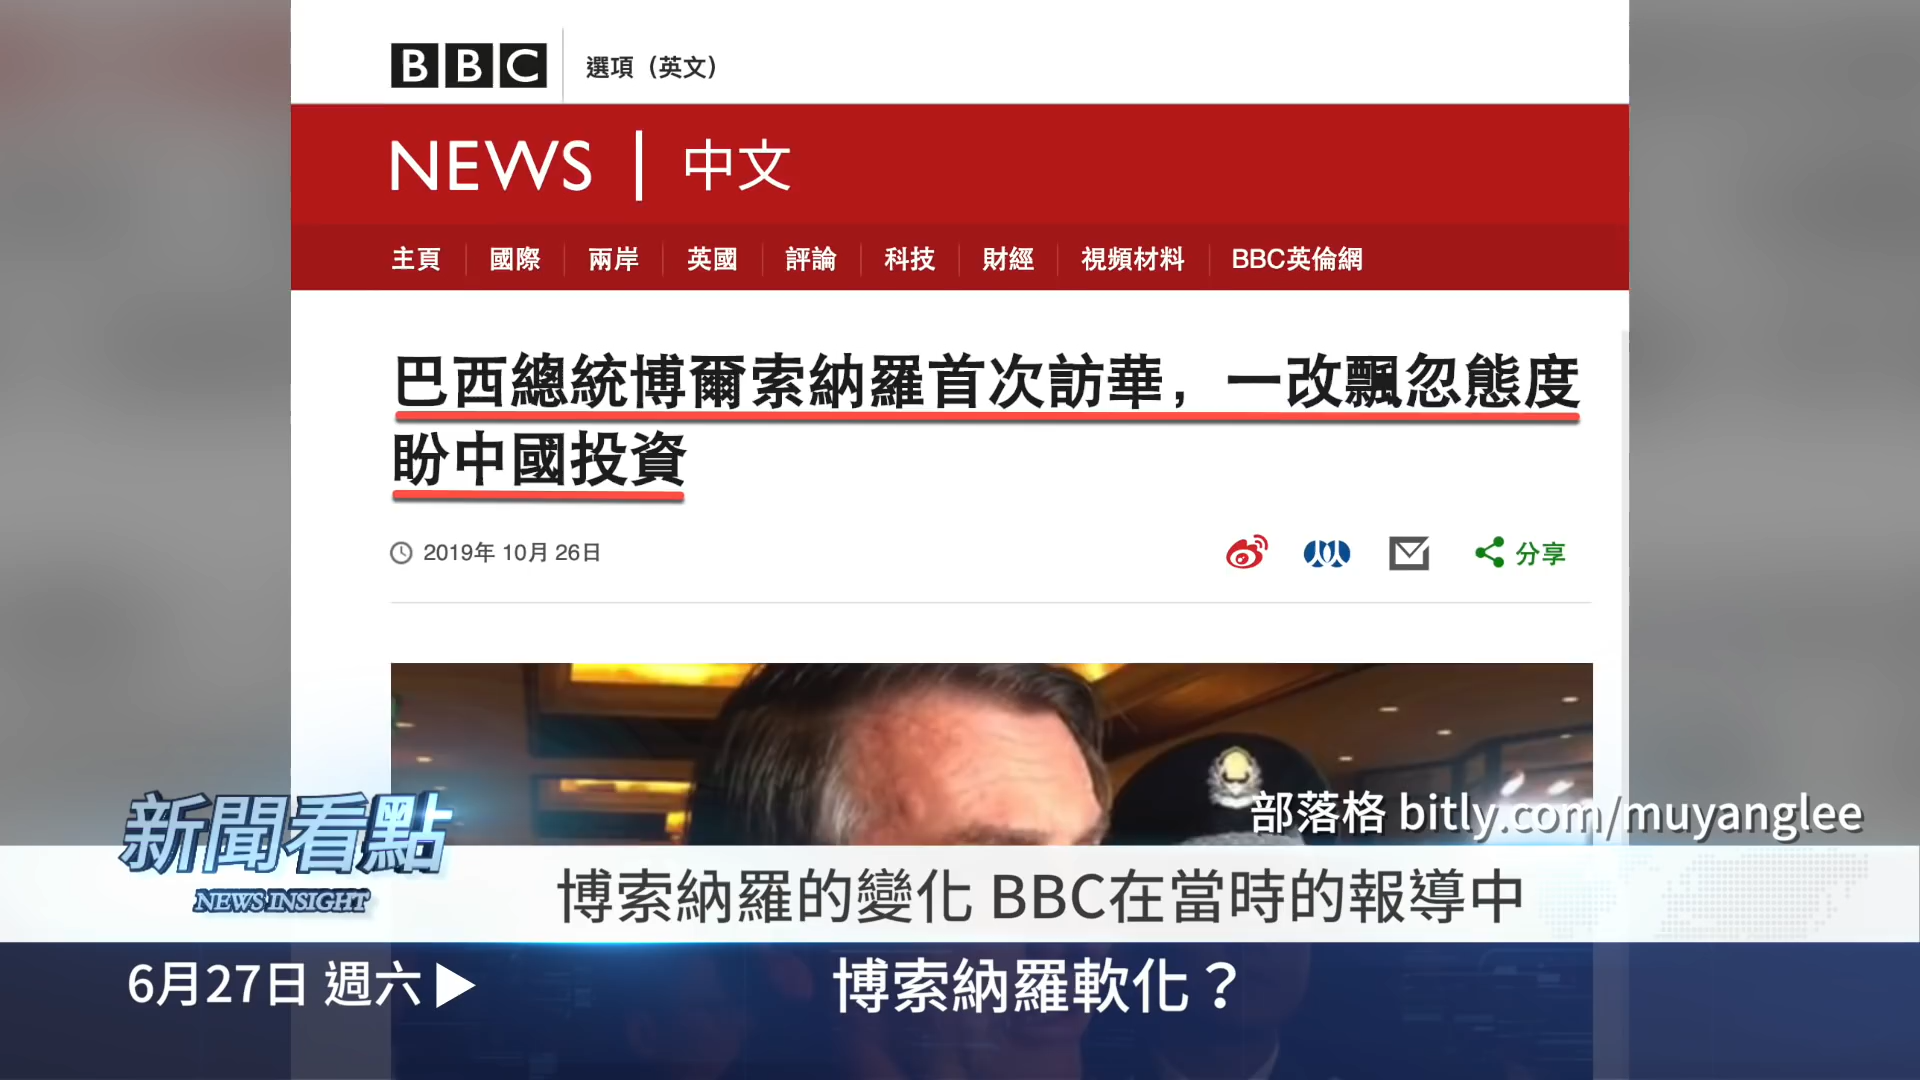 BBC
選項（英文）
NEWS | 中文
主頁 國際 兩岸 英國 評論 科技 財經 視頻材料 BBC英倫網
巴西總統博爾索納羅首次訪華，一改飄忽態度
盼中國投資
2019年 10月 26日
分享
部落格 bitly.com/muyanglee
新聞看點
NEWS INSIGHT
博索納羅的變化 BBC在當時的報導中
6月27日 週六
博索納羅軟化？